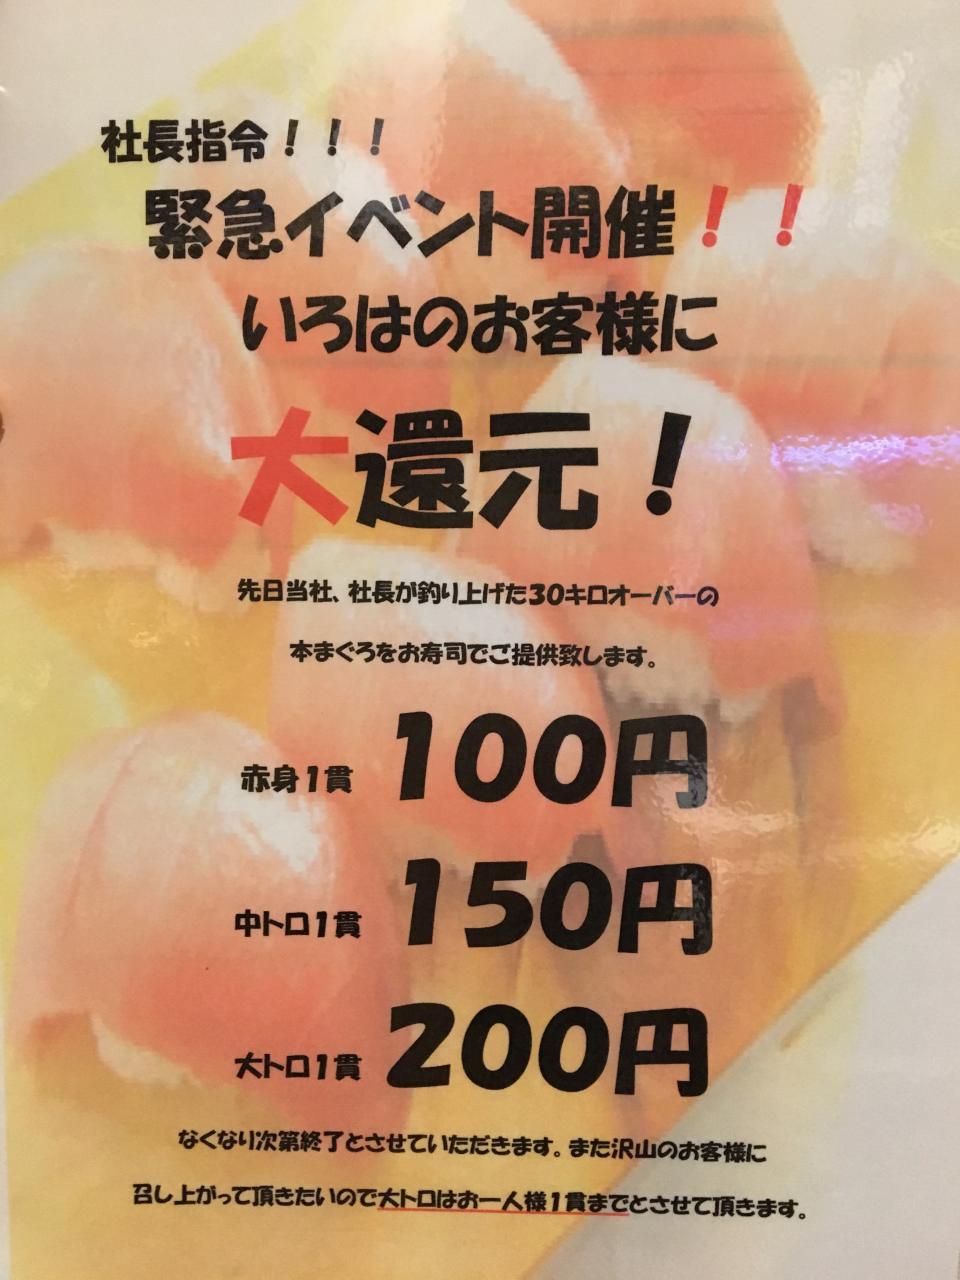 社長指令！！！
緊急イベント開催！！
いろはのお客様に
大還元！
先日当社、社長が釣り上げた30キロオーバーの
本まぐろをお寿司でご提供致します。
赤身1貫 100円
中トロ1貫 150円
大トロ1貫 200円
なくなり次第終了とさせていただきます。また沢山のお客様に
召し上がって頂きたいので大トロはお一人様1貫までとさせて頂きます。